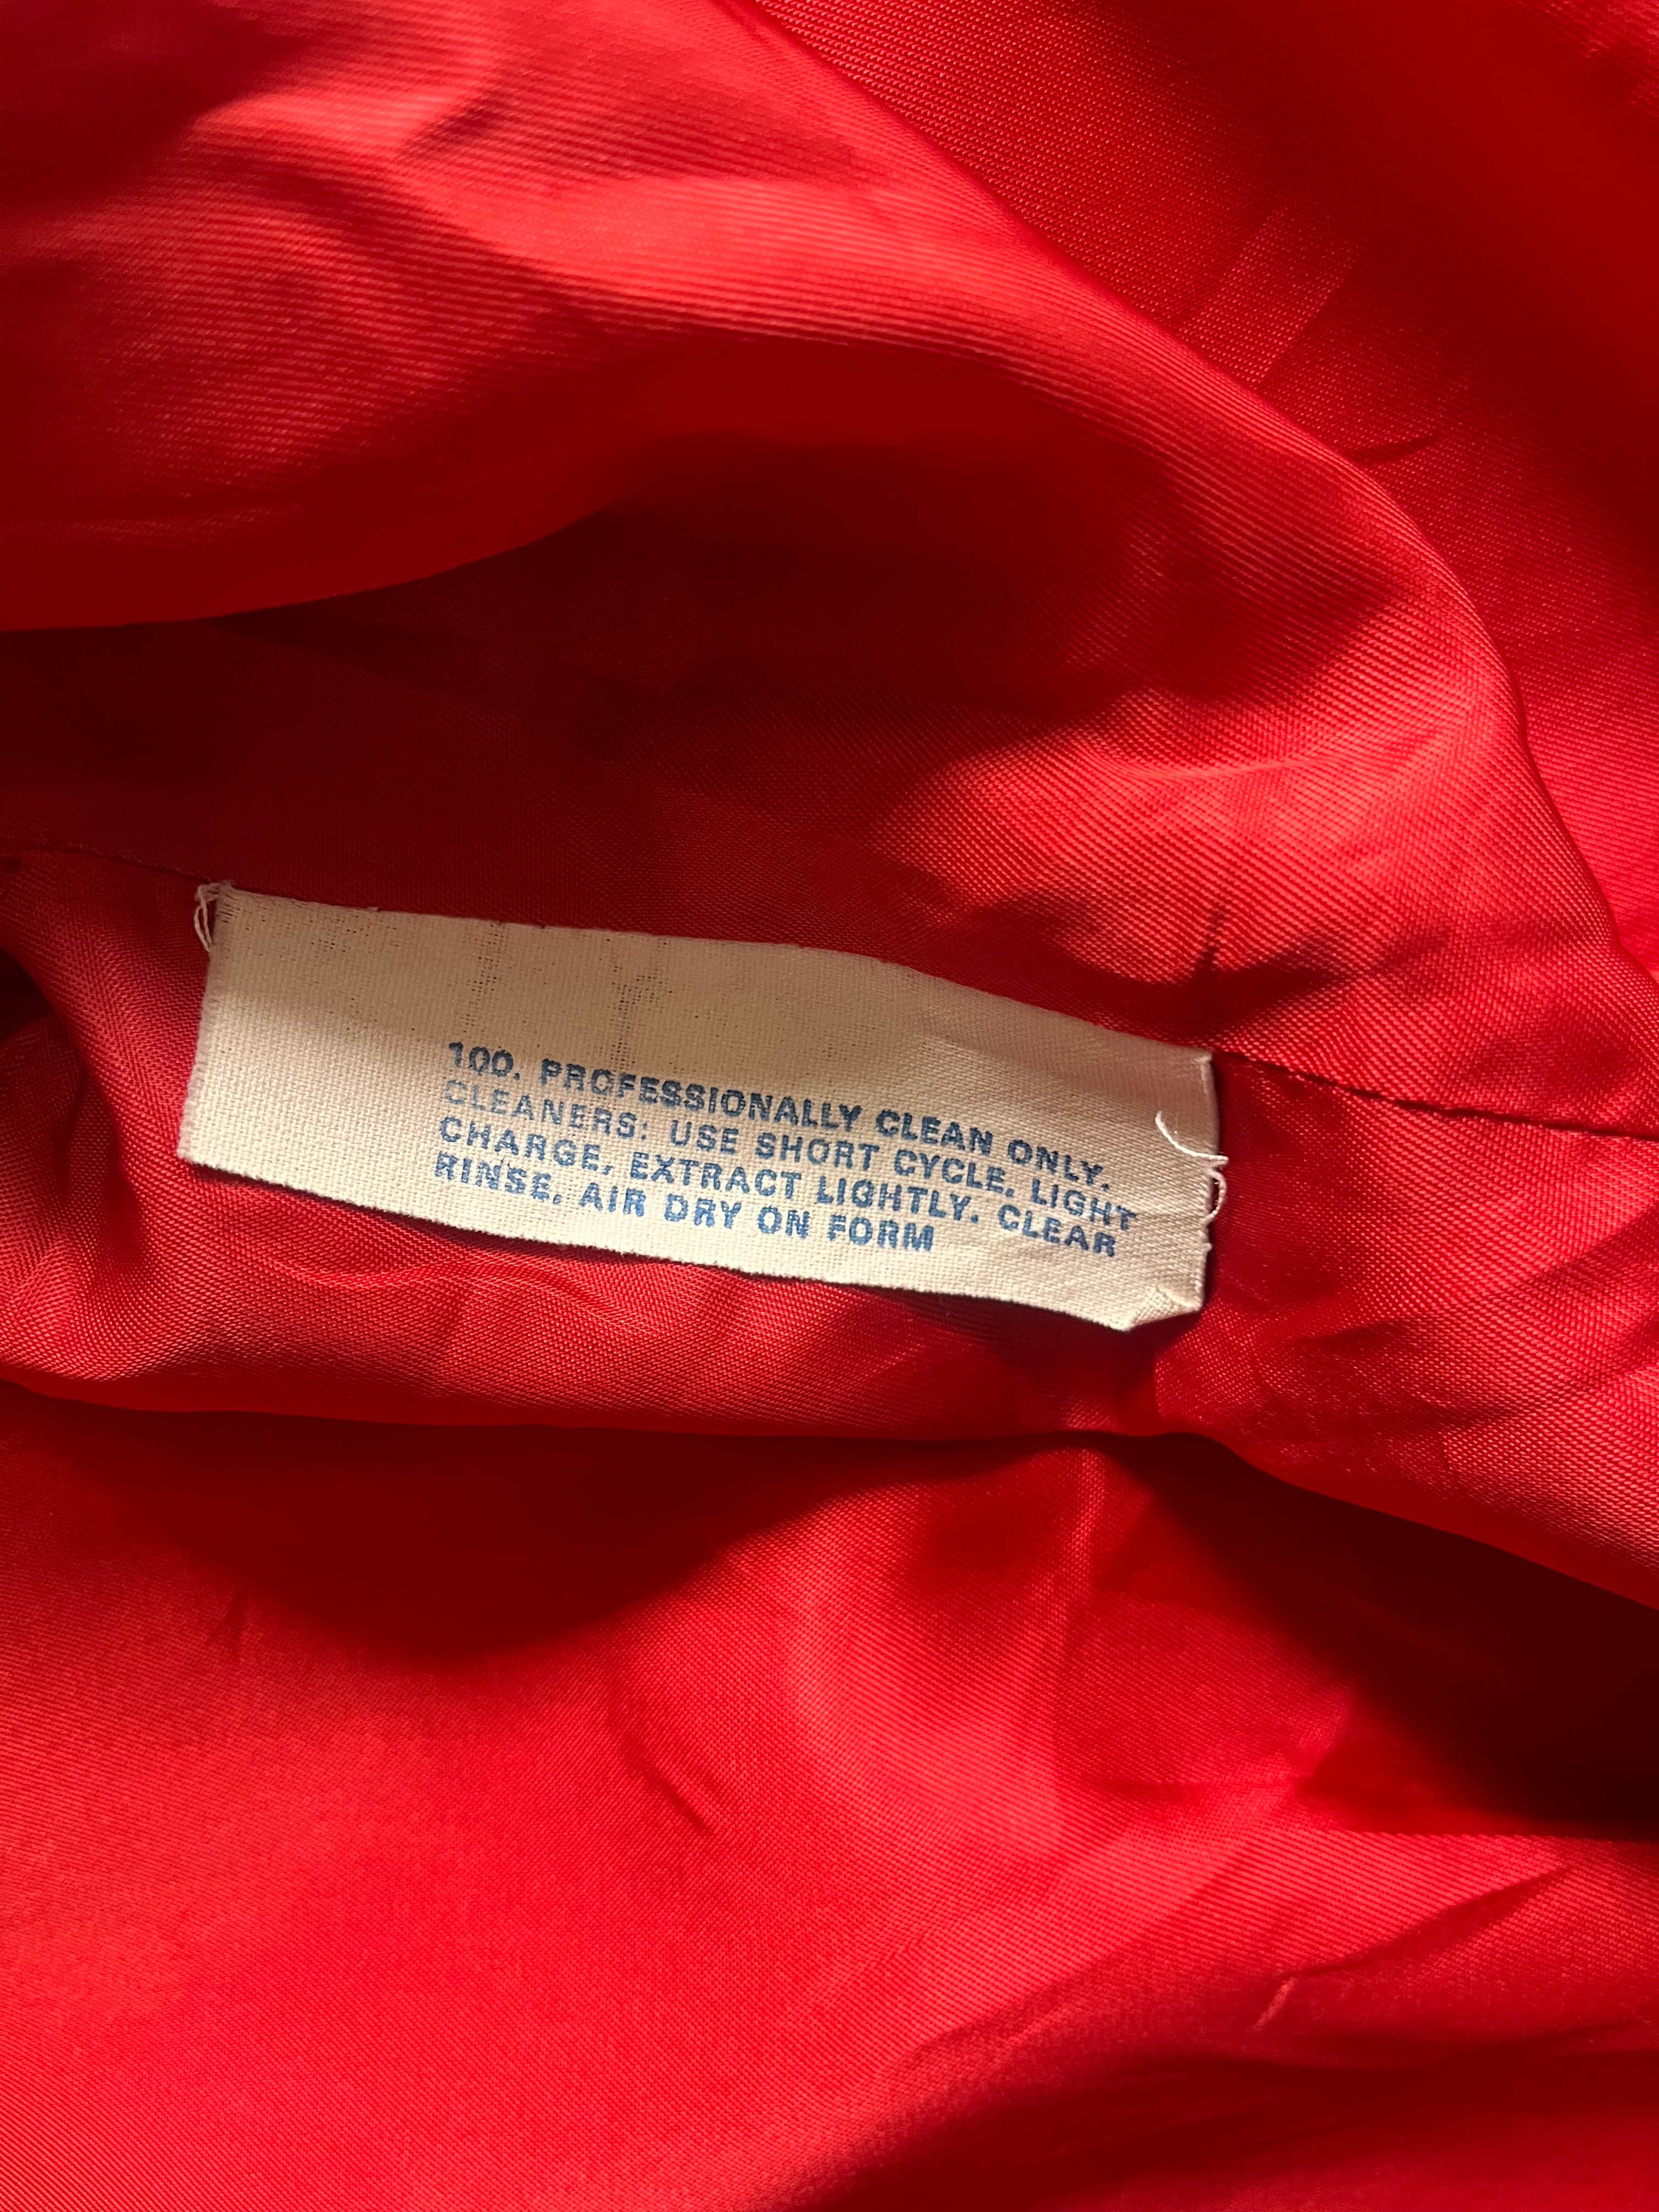 100. PROFESSIONALLY CLEAN ONLY.
CLEANERS: USE SHORT CYCLE. LIGHT
CHARGE, EXTRACT LIGHTLY. CLEAR
RINSE, AIR DRY ON FORM